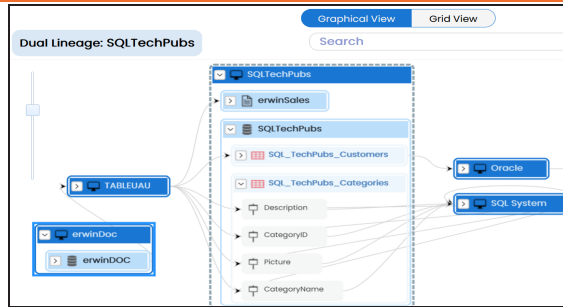 Graphical View
Grid View
Dual Lineage: SQLTechPubs
Search
SQLTechPubs
erwinSales
SQLTechPubs
SQL_TechPubs_Customers
SQL_TechPubs_Categories
Description
CategoryID
Picture
CategoryName
TABLEUAU
erwinDoc
erwinDOC
Oracle
SQL System